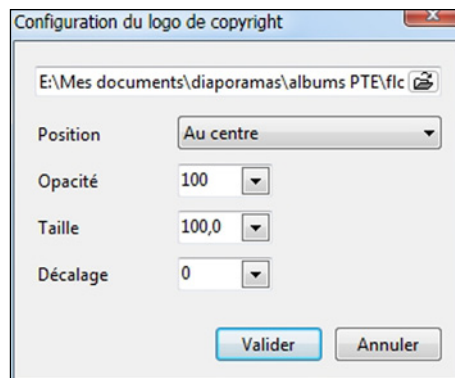 Configuration du logo de copyright
E:\Mes documents\diaporamas\albums PTE\flc
Position Au centre
Opacité 100
Taille 100,0
Décalage 0
Valider Annuler